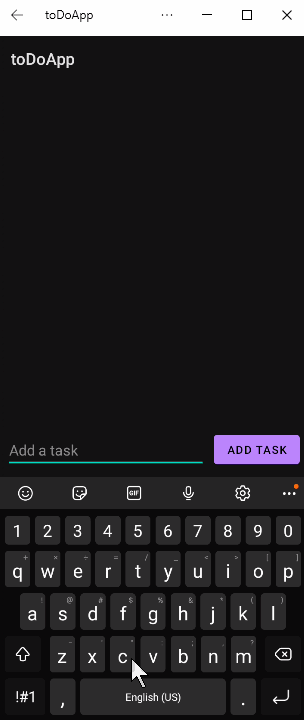 toDoApp
toDoApp
Add a task
ADD TASK
GIF
1 2 3 4 5 6 7 8 9 0
q w e r t y u i o p
a s d f g h j k l
z x c v b n m
!#1 , English (US) .